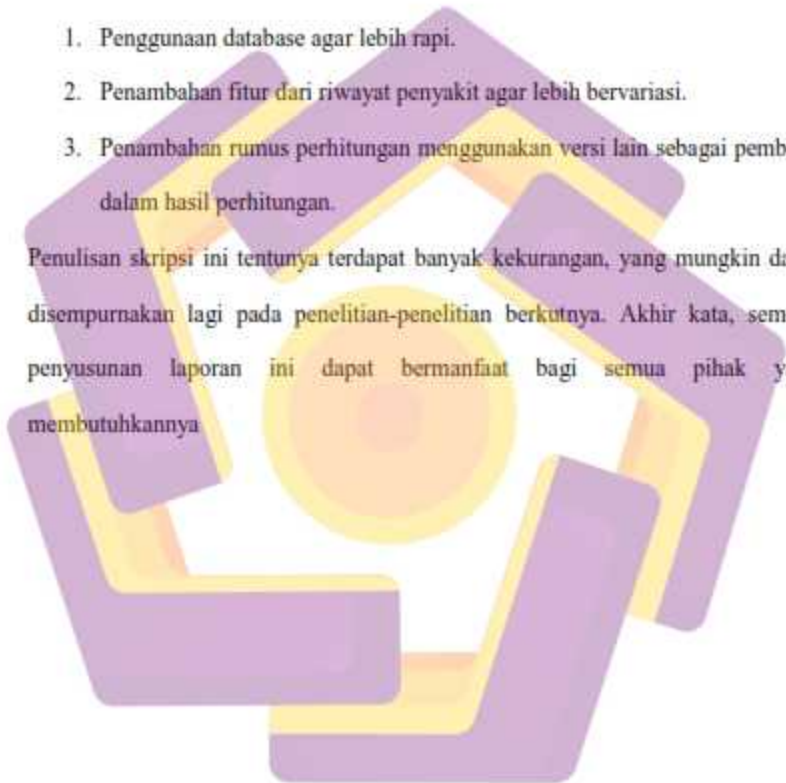 1. Penggunaan database agar lebih rapi.
2. Penambahan fitur dari riwayat penyakit agar lebih bervariasi.
3. Penambahan rumus perhitungan menggunakan versi lain sebagai pemb
dalam hasil perhitungan.
Penulisan skripsi ini tentunya terdapat banyak kekurangan, yang mungkin da
disempurnakan lagi pada penelitian-penelitian berkutnya. Akhir kata, sem
penyusunan laporan ini dapat bermanfaat bagi semua pihak y
membutuhkannya